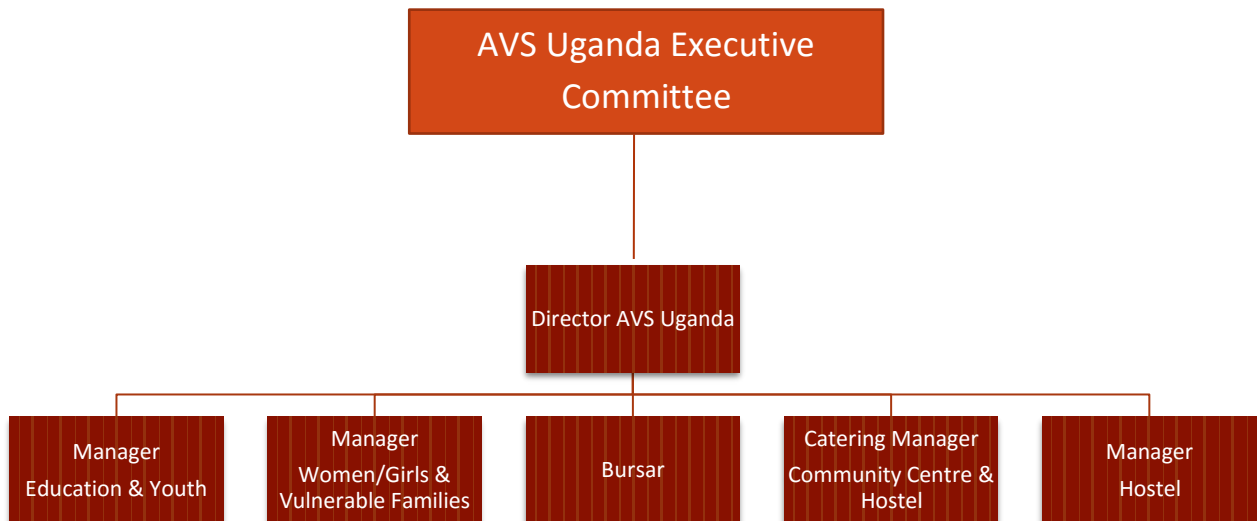 AVS Uganda Executive
Committee
Director AVS Uganda
Manager
Education & Youth
Manager
Women/Girls &
Vulnerable Families
Bursar
Catering Manager
Community Centre &
Hostel
Manager
Hostel